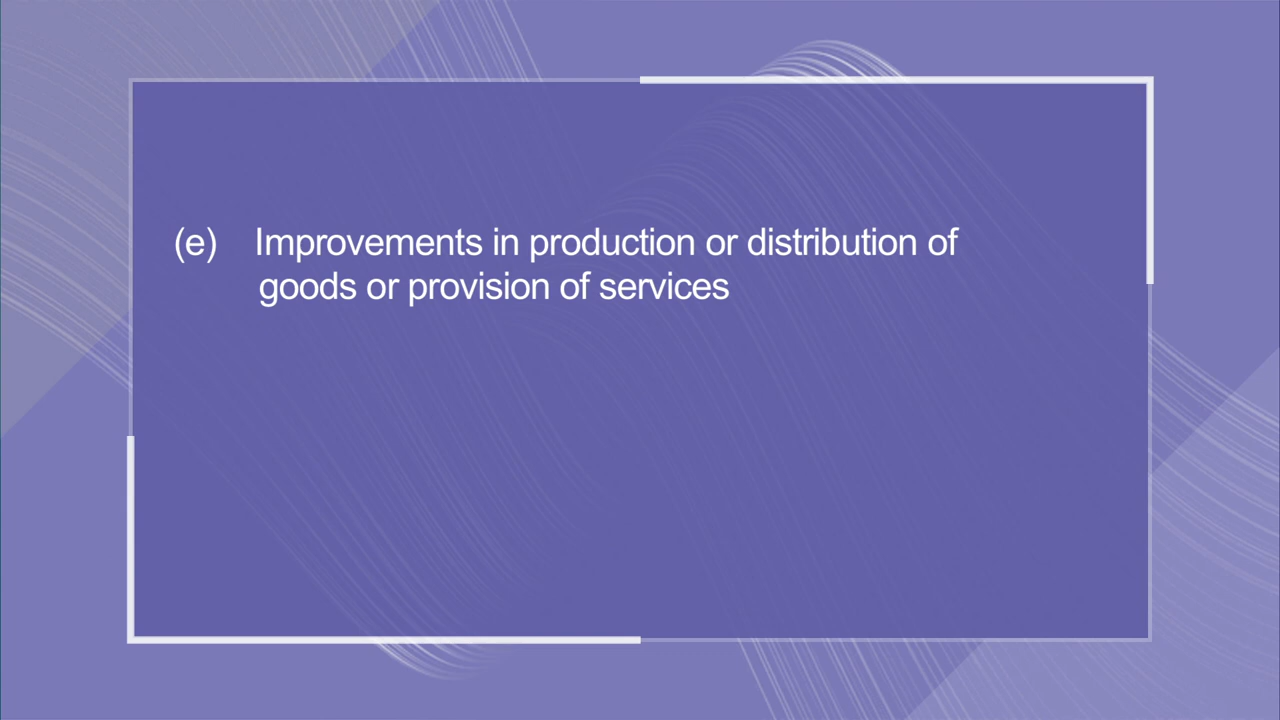 (e) Improvements in production or distribution of
goods or provision of services